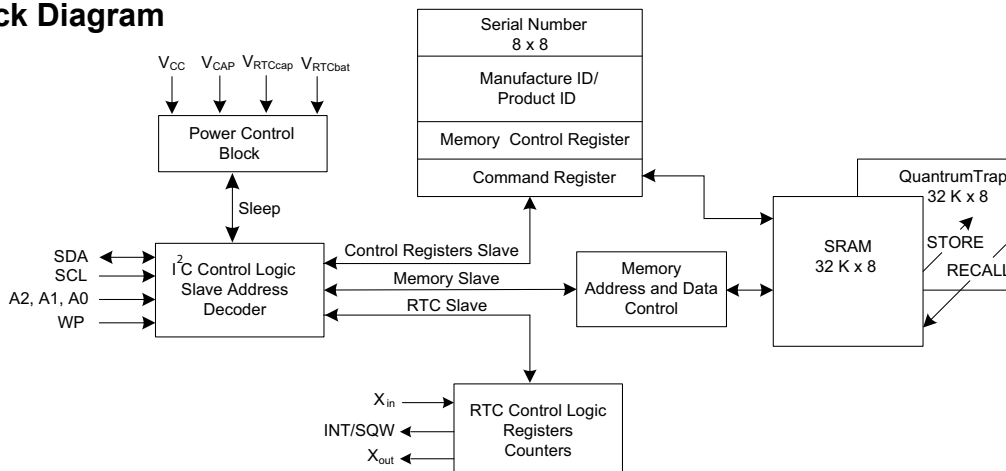 ck Diagram
Serial Number
8 x 8
Manufacture ID/
Product ID
Memory Control Register
Command Register
VCC VCAP VRTCcap VRTCbat
Power Control
Block
Sleep
SDA
SCL
A2, A1, A0
WP
I2C Control Logic
Slave Address
Decoder
Control Registers Slave
Memory Slave
RTC Slave
Memory
Address and Data
Control
QuantumTrap
32 K x 8
SRAM
32 K x 8
STORE
RECALL
Xin
INT/SQW
Xout
RTC Control Logic
Registers
Counters